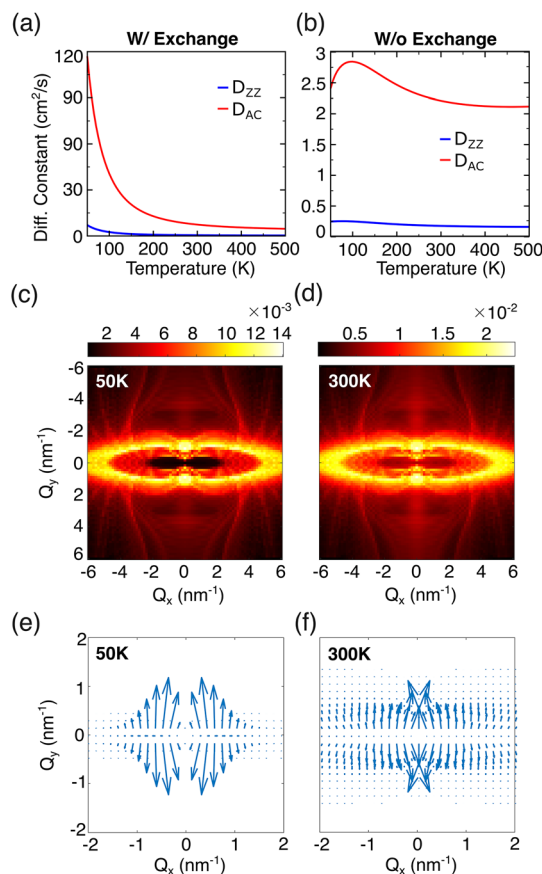 (a) W/ Exchange (b) W/o Exchange
Diff. Constant (cm²/s)
120
90
90
30
0
D_ZZ
D_AC
100 200 300 400 500
Temperature (K)
3
2.5
2
1.5
1
0.5
0
D_ZZ
D_AC
100 200 300 400 500
Temperature (K)
(c) ×10⁻³ (d) ×10⁻²
2 4 6 8 10 12 14
0.5 1 1.5 2
50K
300K
Q_y (nm⁻¹)
-6
-4
-2
0
2
4
6
-6 -4 -2 0 2 4 6
-6 -4 -2 0 2 4 6
Q_x (nm⁻¹)
Q_x (nm⁻¹)
(e) (f)
50K
300K
Q_y (nm⁻¹)
2
1
0
-1
-2
-2 -1 0 1 2
-2 -1 0 1 2
Q_x (nm⁻¹)
Q_x (nm⁻¹)